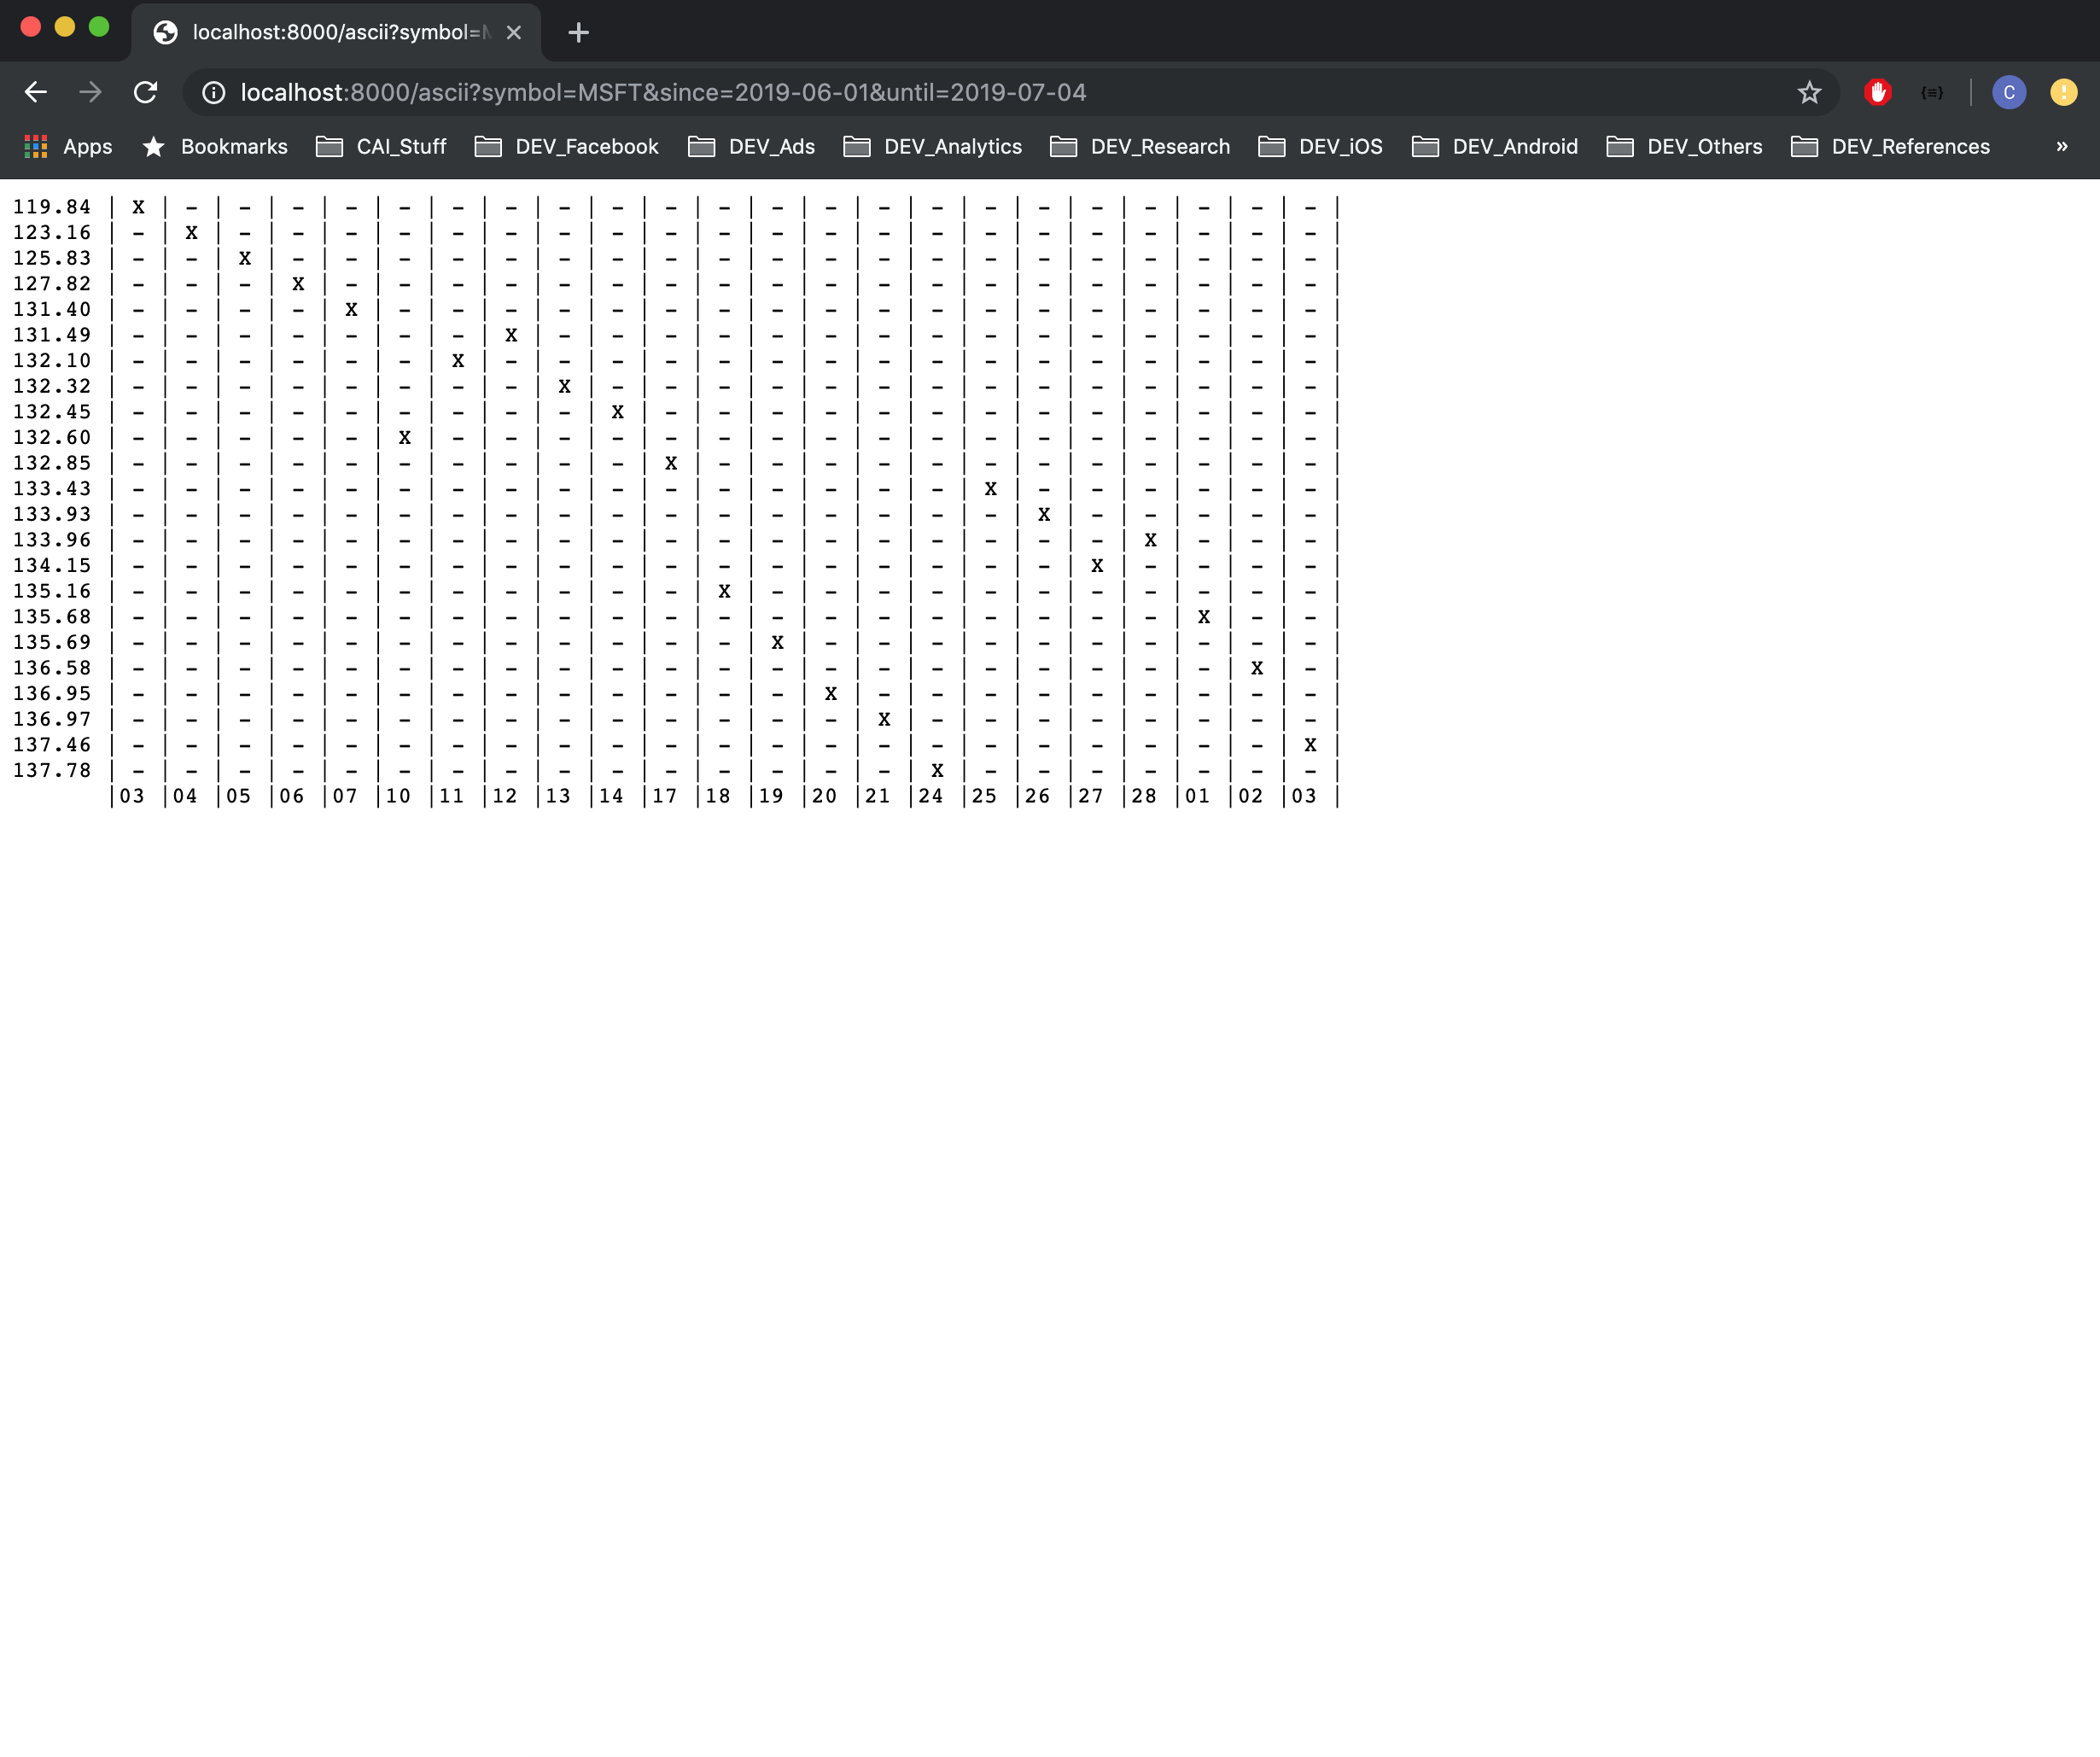 localhost:8000/ascii?symbol=M
localhost:8000/ascii?symbol=MSFT&since=2019-06-01&until=2019-07-04
C
Apps Bookmarks CAI_Stuff DEV_Facebook DEV_Ads DEV_Analytics DEV_Research DEV_iOS DEV_Android DEV_Others DEV_References »
119.84 | X | - | - | - | - | - | - | - | - | - | - | - | - | - | - | - | - | - | - | - | - | - | - |
123.16 | - | X | - | - | - | - | - | - | - | - | - | - | - | - | - | - | - | - | - | - | - | - | - |
125.83 | - | - | X | - | - | - | - | - | - | - | - | - | - | - | - | - | - | - | - | - | - | - | - |
127.82 | - | - | - | X | - | - | - | - | - | - | - | - | - | - | - | - | - | - | - | - | - | - | - |
131.40 | - | - | - | - | X | - | - | - | - | - | - | - | - | - | - | - | - | - | - | - | - | - | - |
131.49 | - | - | - | - | - | - | - | X | - | - | - | - | - | - | - | - | - | - | - | - | - | - | - |
132.10 | - | - | - | - | - | - | X | - | - | - | - | - | - | - | - | - | - | - | - | - | - | - | - |
132.32 | - | - | - | - | - | - | - | - | X | - | - | - | - | - | - | - | - | - | - | - | - | - | - |
132.45 | - | - | - | - | - | - | - | - | - | X | - | - | - | - | - | - | - | - | - | - | - | - | - |
132.60 | - | - | - | - | - | X | - | - | - | - | - | - | - | - | - | - | - | - | - | - | - | - | - |
132.85 | - | - | - | - | - | - | - | - | - | - | X | - | - | - | - | - | - | - | - | - | - | - | - |
133.43 | - | - | - | - | - | - | - | - | - | - | - | - | - | - | - | - | X | - | - | - | - | - | - |
133.93 | - | - | - | - | - | - | - | - | - | - | - | - | - | - | - | - | - | X | - | - | - | - | - |
133.96 | - | - | - | - | - | - | - | - | - | - | - | - | - | - | - | - | - | - | - | X | - | - | - |
134.15 | - | - | - | - | - | - | - | - | - | - | - | - | - | - | - | - | - | - | X | - | - | - | - |
135.16 | - | - | - | - | - | - | - | - | - | - | - | X | - | - | - | - | - | - | - | - | - | - | - |
135.68 | - | - | - | - | - | - | - | - | - | - | - | - | - | - | - | - | - | - | - | - | X | - | - |
135.69 | - | - | - | - | - | - | - | - | - | - | - | - | X | - | - | - | - | - | - | - | - | - | - |
136.58 | - | - | - | - | - | - | - | - | - | - | - | - | - | - | - | - | - | - | - | - | - | X | - |
136.95 | - | - | - | - | - | - | - | - | - | - | - | - | - | X | - | - | - | - | - | - | - | - | - |
136.97 | - | - | - | - | - | - | - | - | - | - | - | - | - | - | X | - | - | - | - | - | - | - | - |
137.46 | - | - | - | - | - | - | - | - | - | - | - | - | - | - | - | - | - | - | - | - | - | - | X |
137.78 | - | - | - | - | - | - | - | - | - | - | - | - | - | - | - | X | - | - | - | - | - | - | - |
|03 |04 |05 |06 |07 |10 |11 |12 |13 |14 |17 |18 |19 |20 |21 |24 |25 |26 |27 |28 |01 |02 |03 |